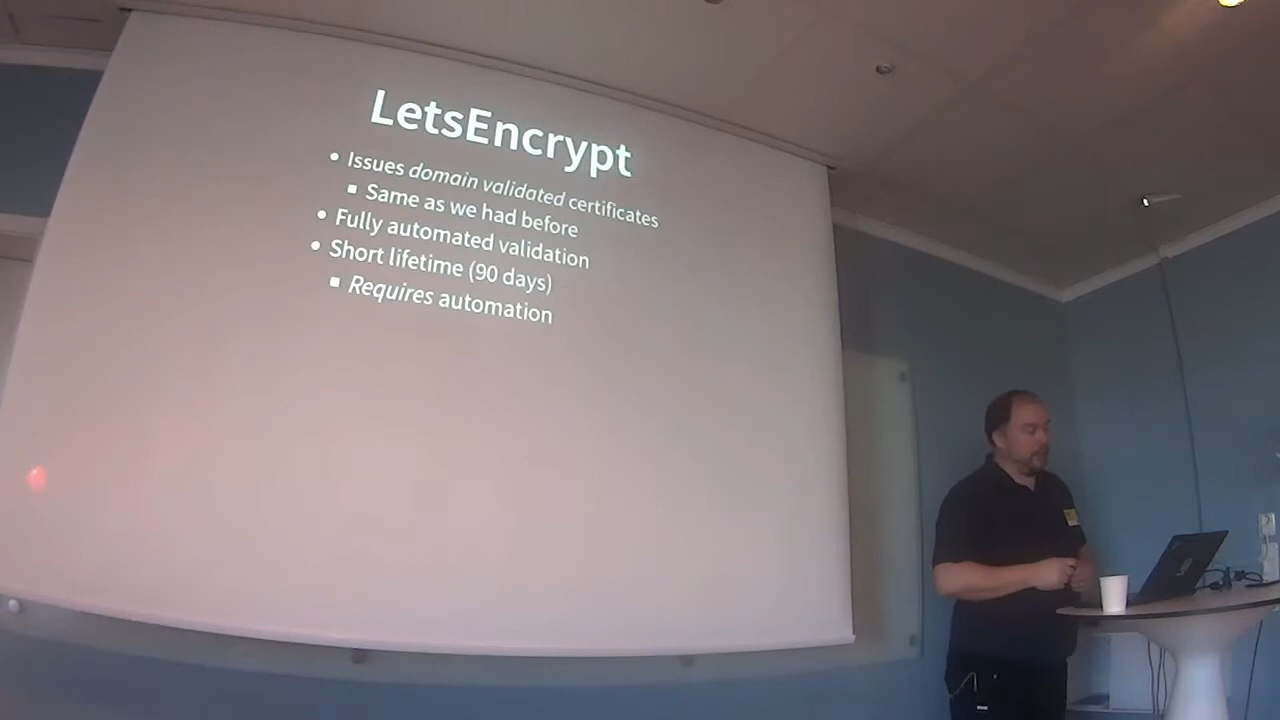 LetsEncrypt
• Issues domain validated certificates
▪ Same as we had before
• Fully automated validation
• Short lifetime (90 days)
▪ Requires automation